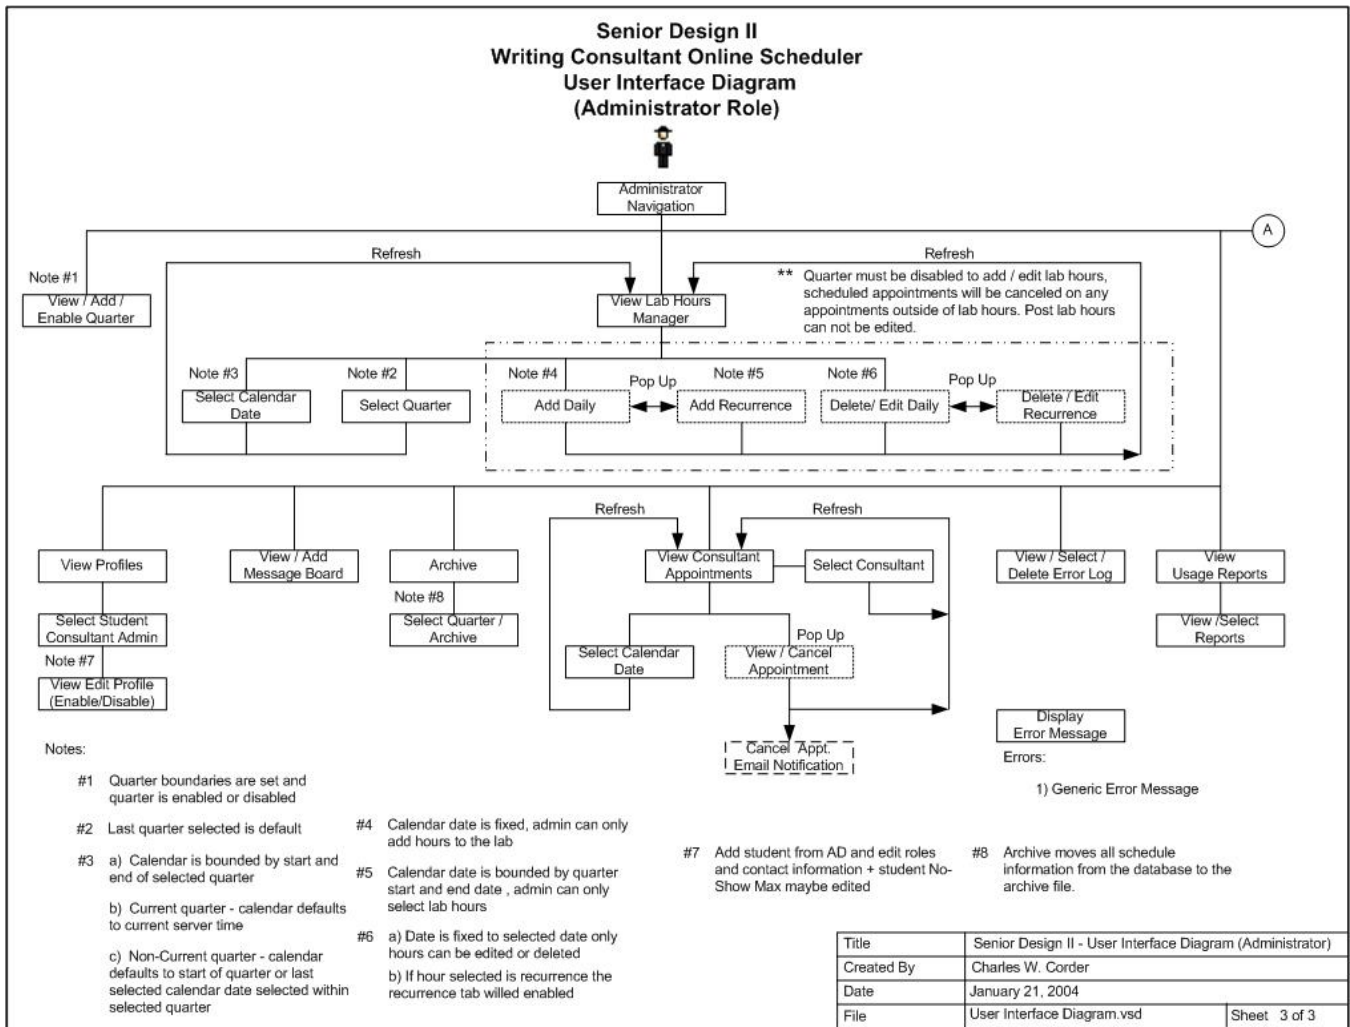 Senior Design II
Writing Consultant Online Scheduler
User Interface Diagram
(Administrator Role)
Administrator
Navigation
A
Refresh
Refresh
Note #1
View / Add /
Enable Quarter
View Lab Hours
Manager
** Quarter must be disabled to add / edit lab hours,
scheduled appointments will be canceled on any
appointments outside of lab hours. Post lab hours
can not be edited.
Note #3
Select Calendar
Date
Note #2
Select Quarter
Note #4
Add Daily
Pop Up
Note #5
Add Recurrence
Note #6
Delete/ Edit Daily
Pop Up
Delete / Edit
Recurrence
Refresh
Refresh
View Profiles
View / Add
Message Board
Archive
View Consultant
Appointments
Select Consultant
View / Select /
Delete Error Log
View
Usage Reports
Note #8
Select Student
Consultant Admin
Select Quarter /
Archive
View /Select
Reports
Note #7
View Edit Profile
(Enable/Disable)
Select Calendar
Date
Pop Up
View / Cancel
Appointment
Cancel Appt.
Email Notification
Display
Error Message
Errors:
1) Generic Error Message
Notes:
#1 Quarter boundaries are set and
quarter is enabled or disabled
#2 Last quarter selected is default
#3 a) Calendar is bounded by start and
end of selected quarter
b) Current quarter - calendar defaults
to current server time
c) Non-Current quarter - calendar
defaults to start of quarter or last
selected calendar date selected within
selected quarter
#4 Calendar date is fixed, admin can only
add hours to the lab
#5 Calendar date is bounded by quarter
start and end date , admin can only
select lab hours
#6 a) Date is fixed to selected date only
hours can be edited or deleted
b) If hour selected is recurrence the
recurrence tab willed enabled
#7 Add student from AD and edit roles
and contact information + student No-
Show Max maybe edited
#8 Archive moves all schedule
information from the database to the
archive file.
Title Senior Design II - User Interface Diagram (Administrator)
Created By Charles W. Corder
Date January 21, 2004
File User Interface Diagram.vsd Sheet 3 of 3